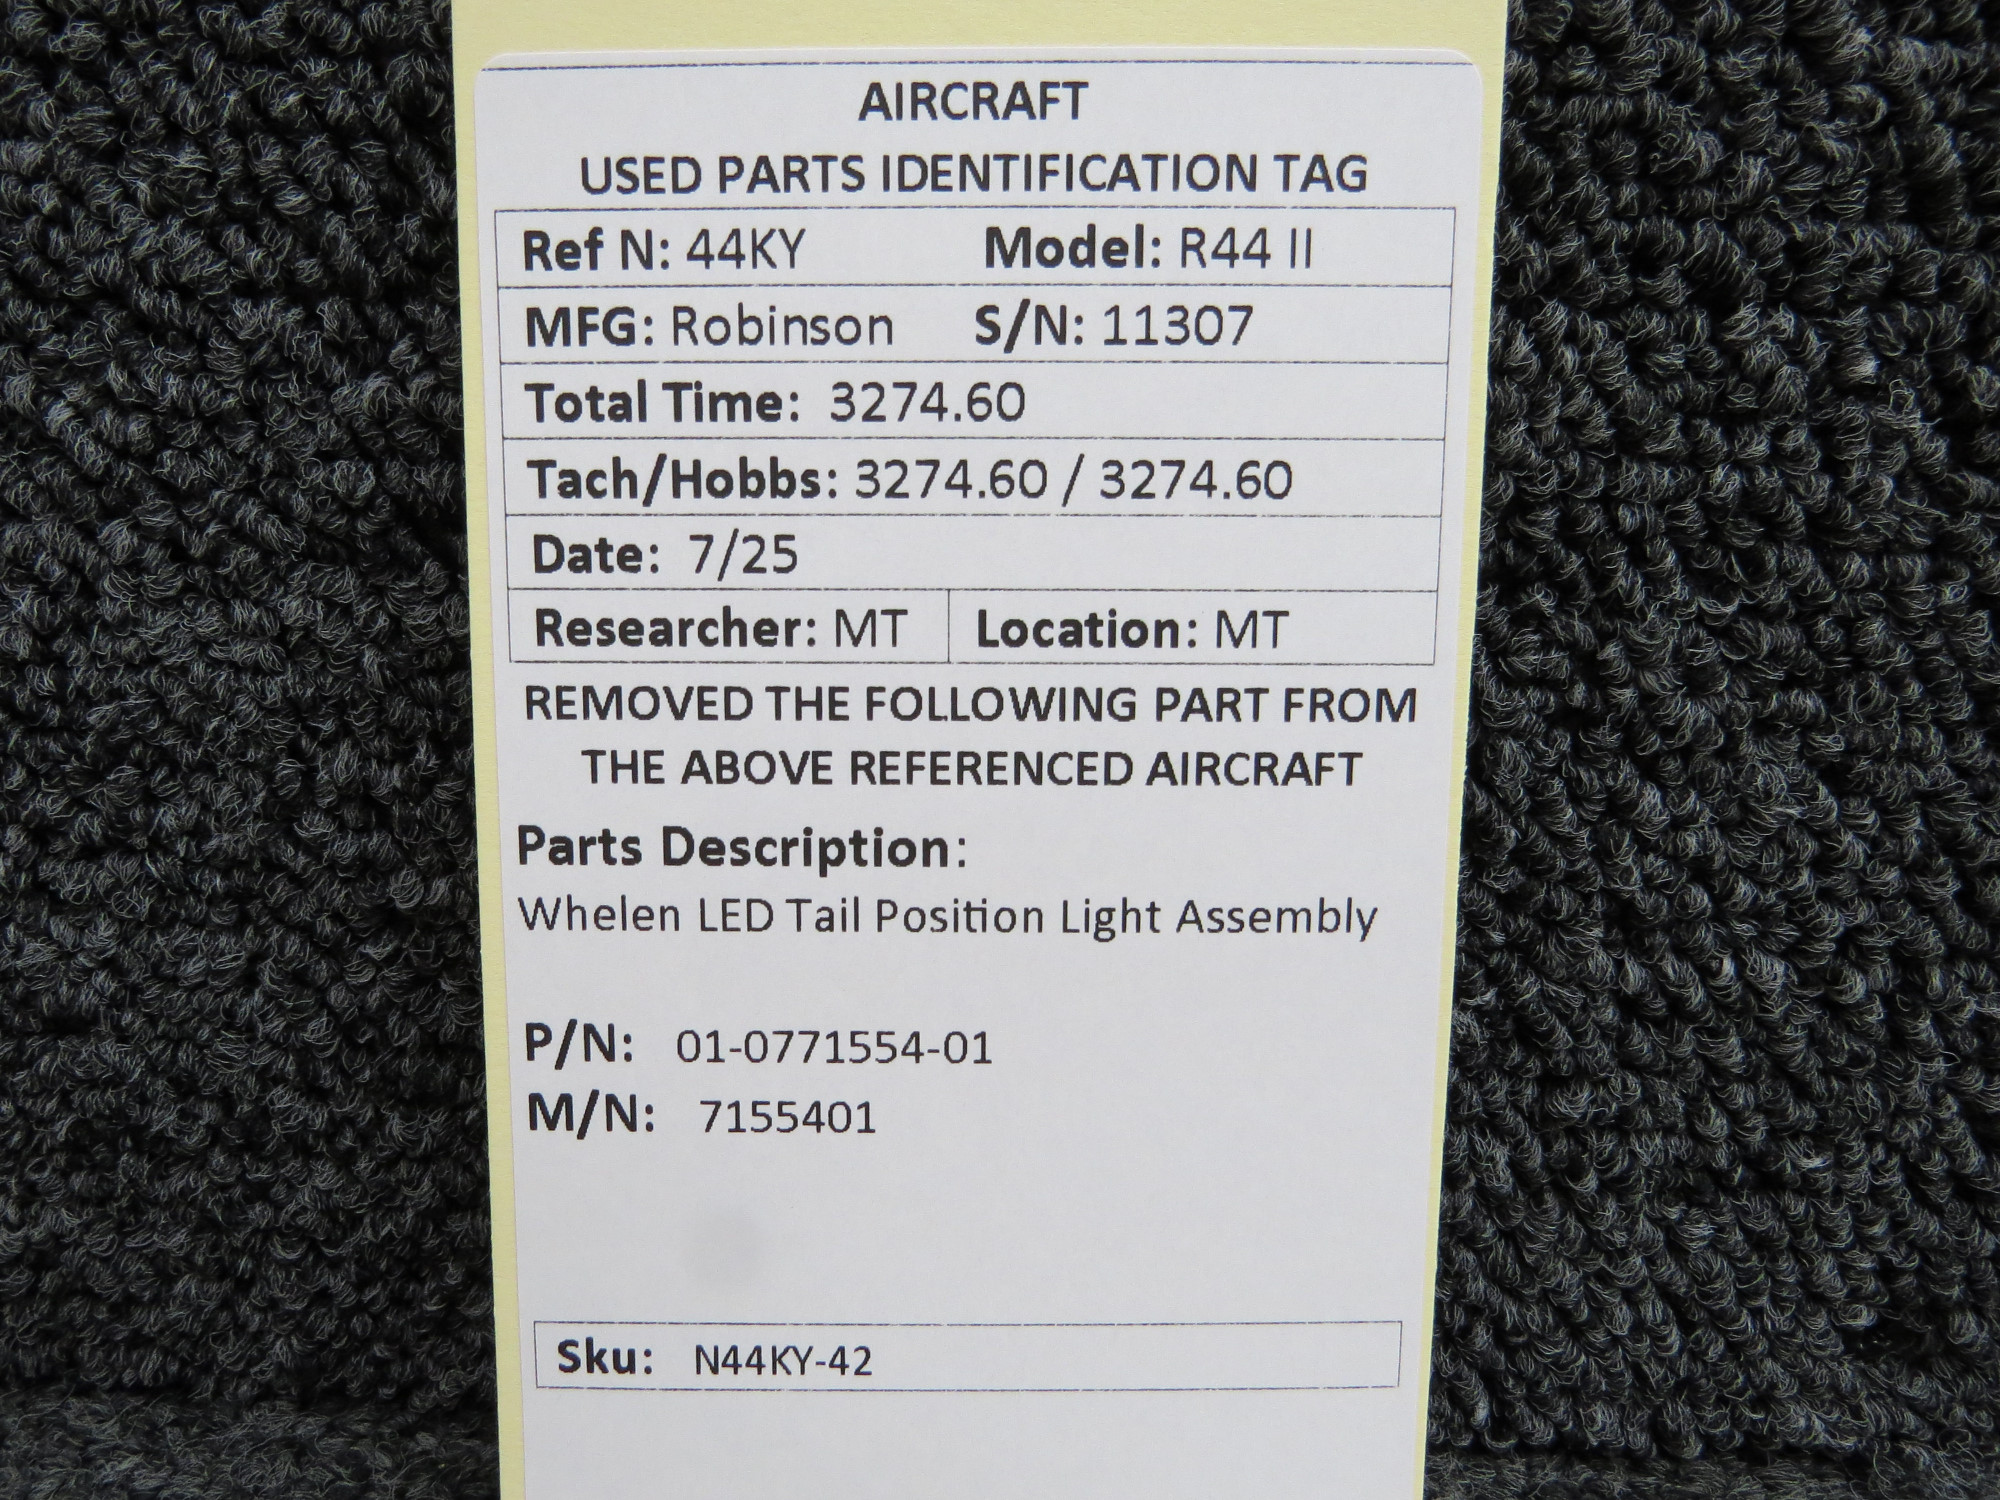 AIRCRAFT
USED PARTS IDENTIFICATION TAG
Ref N: 44KY Model: R44 II
MFG: Robinson S/N: 11307
Total Time: 3274.60
Tach/Hobbs: 3274.60 / 3274.60
Date: 7/25
Researcher: MT Location: MT
REMOVED THE FOLLOWING PART FROM
THE ABOVE REFERENCED AIRCRAFT
Parts Description:
Whelen LED Tail Position Light Assembly
P/N: 01-0771554-01
M/N: 7155401
Sku: N44KY-42